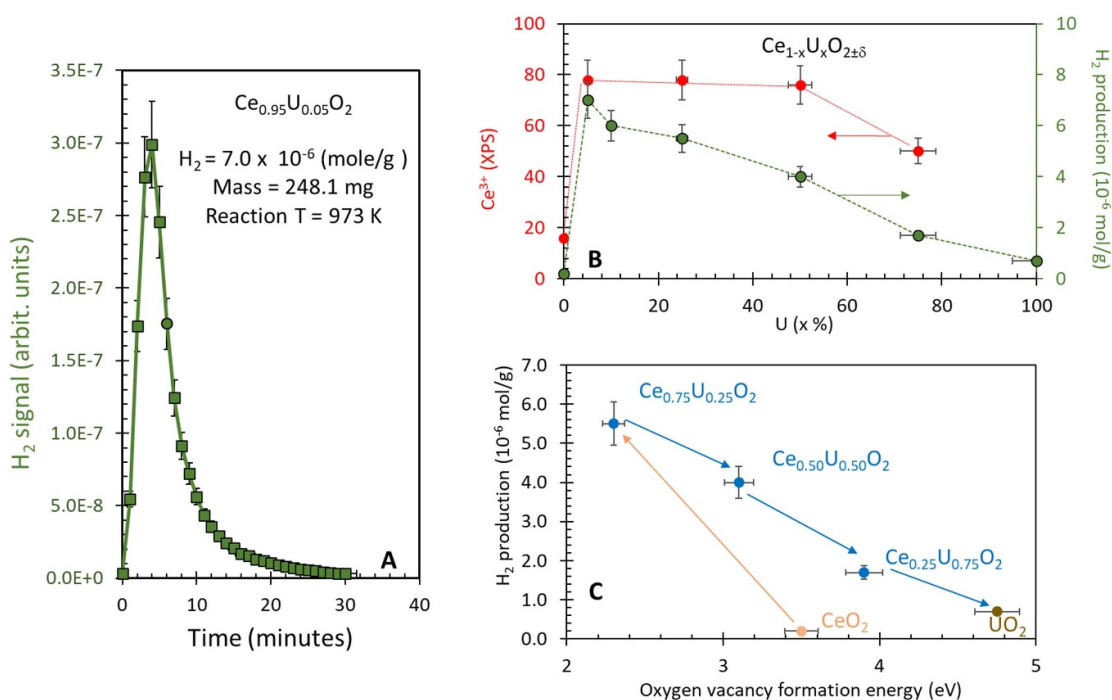 3.5E-7
3.0E-7
2.5E-7
2.0E-7
1.5E-7
1.0E-7
5.0E-8
0.0E+0
H₂ signal (arbit. units)
Ce₀.₉₅U₀.₀₅O₂
H₂ = 7.0 x 10⁻⁶ (mole/g )
Mass = 248.1 mg
Reaction T = 973 K
A
0 10 20 30 40
Time (minutes)
100
80
60
40
20
0
Ce³⁺ (XPS)
Ce₁₋ₓUₓO₂±δ
B
10
8
6
4
2
0
H₂ production (10⁻⁶ mol/g)
0 20 40 60 80 100
U (x %)
7.0
6.0
5.0
4.0
3.0
2.0
1.0
0.0
H₂ production (10⁻⁶ mol/g)
Ce₀.₇₅U₀.₂₅O₂
Ce₀.₅₀U₀.₅₀O₂
Ce₀.₂₅U₀.₇₅O₂
C
CeO₂
UO₂
2 3 4 5
Oxygen vacancy formation energy (eV)